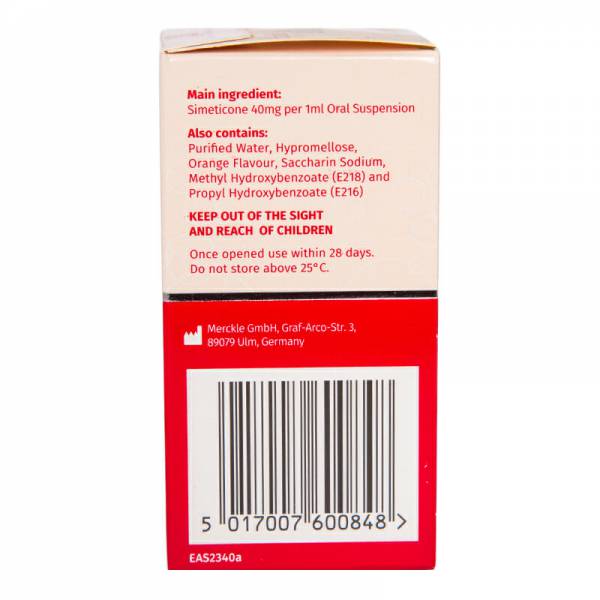 Main ingredient:
Simeticone 40mg per 1ml Oral Suspension
Also contains:
Purified Water, Hypromellose,
Orange Flavour, Saccharin Sodium,
Methyl Hydroxybenzoate (E218) and
Propyl Hydroxybenzoate (E216)
KEEP OUT OF THE SIGHT
AND REACH OF CHILDREN
Once opened use within 28 days.
Do not store above 25°C.
Merckle GmbH, Graf-Arco-Str. 3,
89079 Ulm, Germany
5 017007 600848 >
EAS2340a